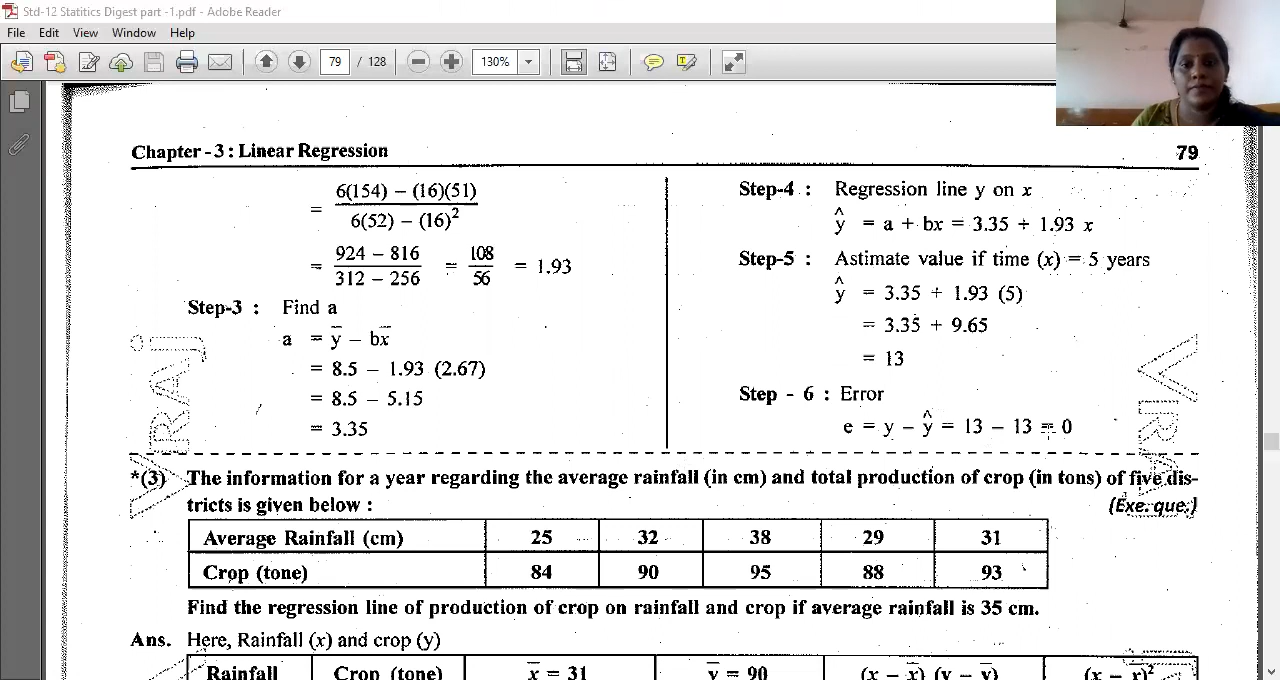 Std-12 Statitics Digest part -1.pdf - Adobe Reader
File Edit View Window Help
79 / 128 130%
Chapter - 3 : Linear Regression 79
= 6(154) − (16)(51) / 6(52) − (16)²
= 924 − 816 / 312 − 256 = 108 / 56 = 1.93
Step-3 : Find a
a = y̅ − bx̅
= 8.5 − 1.93 (2.67)
= 8.5 − 5.15
= 3.35
Step-4 : Regression line y on x
ŷ = a + bx = 3.35 + 1.93 x
Step-5 : Astimate value if time (x) = 5 years
ŷ = 3.35 + 1.93 (5)
= 3.35 + 9.65
= 13
Step - 6 : Error
e = y − ŷ = 13 − 13 = 0
*(3) The information for a year regarding the average rainfall (in cm) and total production of crop (in tons) of five dis-
tricts is given below : (Exe. que.)
Average Rainfall (cm) 25 32 38 29 31
Crop (tone) 84 90 95 88 93
Find the regression line of production of crop on rainfall and crop if average rainfall is 35 cm.
Ans. Here, Rainfall (x) and crop (y)
Rainfall Crop (tone) x̅ = 31 y̅ = 90 (x − x̅) (y − y̅) (x − x̅)²